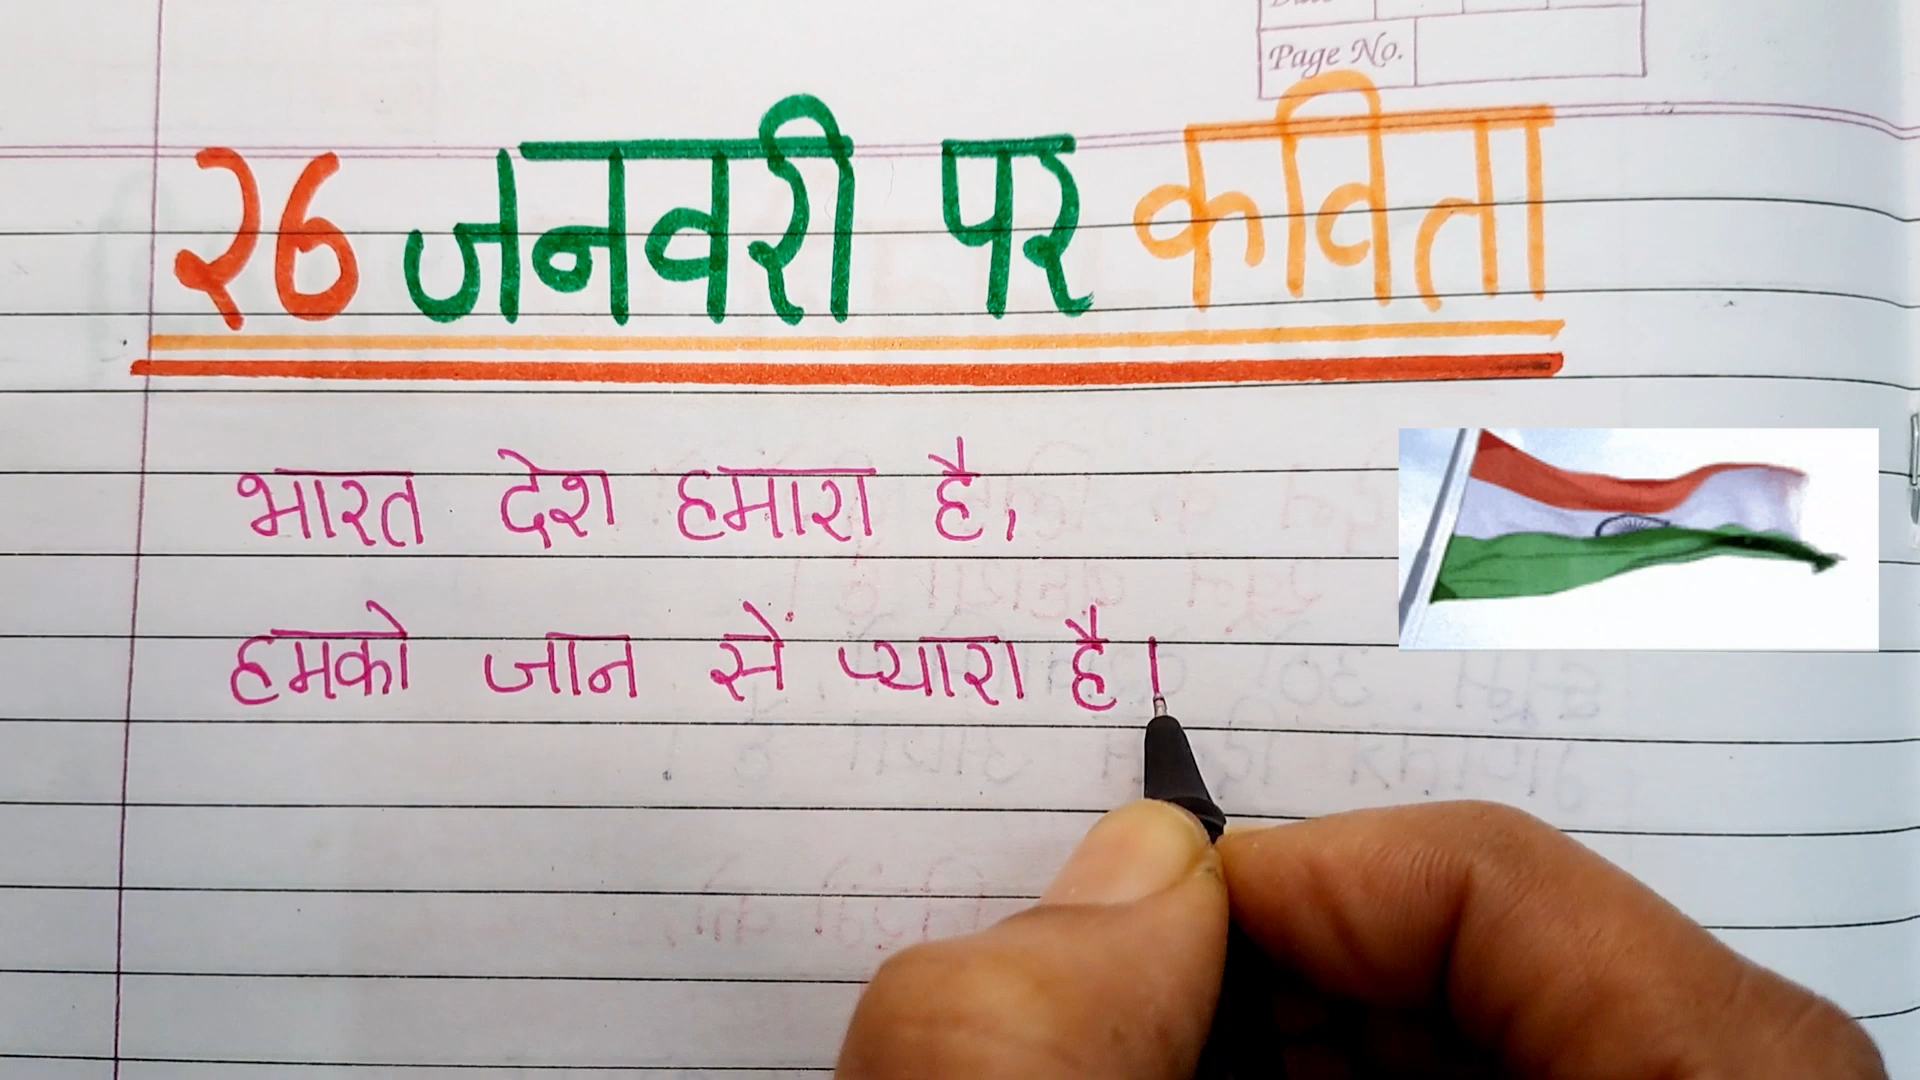 Page No.
२६ जनवरी पर कविता
भारत देश हमारा है,
हमको जान सें प्यारा है।